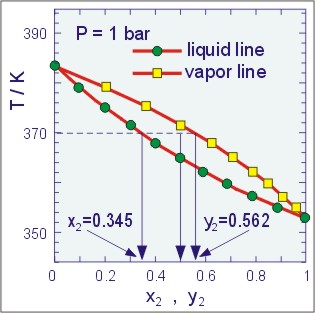 390
P = 1 bar
liquid line
vapor line
T / K
370
x₂=0.345
y₂=0.562
350
0 0.2 0.4 0.6 0.8 1
x₂ , y₂